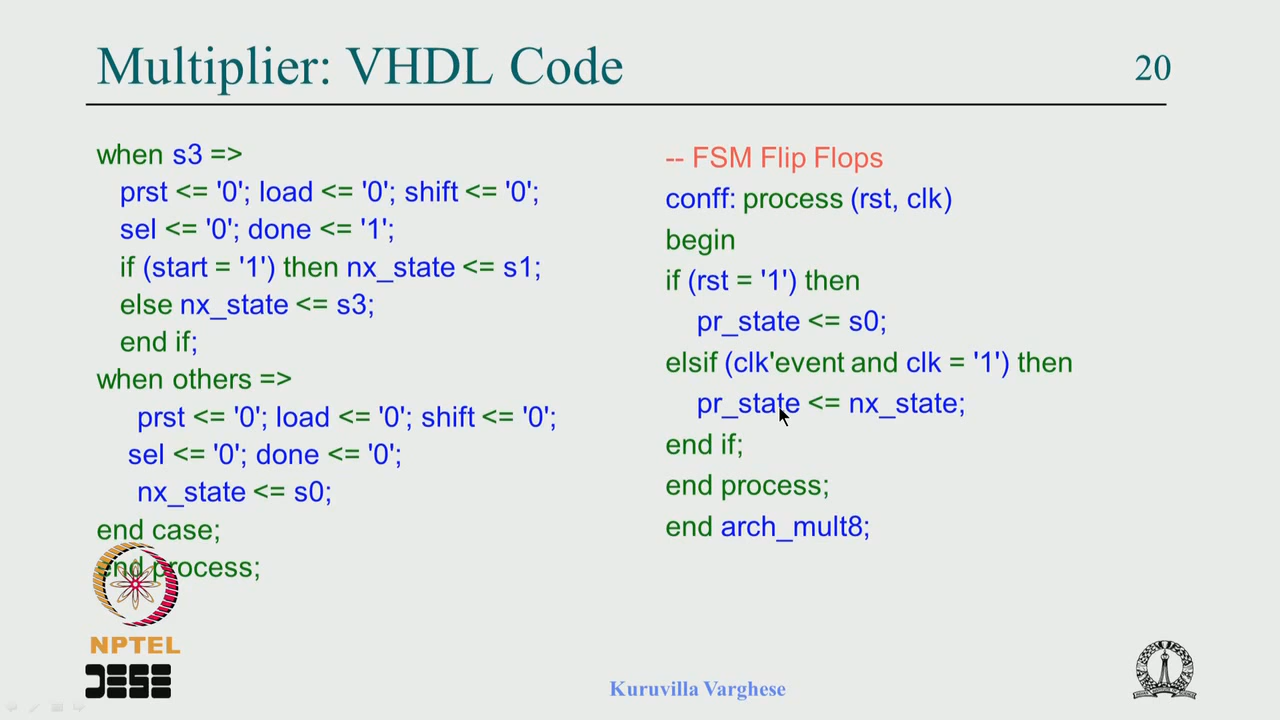 Multiplier: VHDL Code
20
when s3 =>
prst <= '0'; load <= '0'; shift <= '0';
sel <= '0'; done <= '1';
if (start = '1') then nx_state <= s1;
else nx_state <= s3;
end if;
when others =>
prst <= '0'; load <= '0'; shift <= '0';
sel <= '0'; done <= '0';
nx_state <= s0;
end case;
end process;
-- FSM Flip Flops
conff: process (rst, clk)
begin
if (rst = '1') then
pr_state <= s0;
elsif (clk'event and clk = '1') then
pr_state <= nx_state;
end if;
end process;
end arch_mult8;
NPTEL
DESE
Kuruvilla Varghese